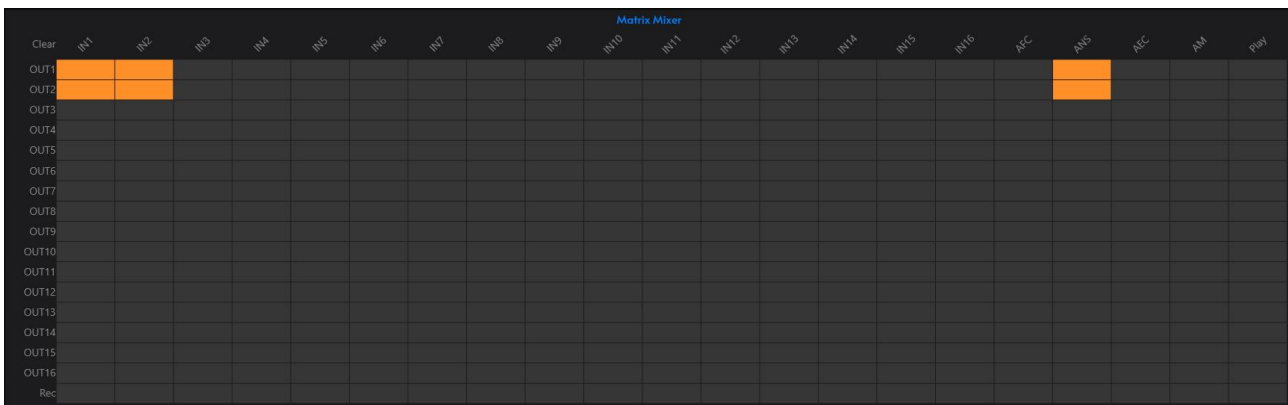 Matrix Mixer
Clear IN1 IN2 IN3 IN4 IN5 IN6 IN7 IN8 IN9 IN10 IN11 IN12 IN13 IN14 IN15 IN16 AFC ANS AEC AM Play
OUT1
OUT2
OUT3
OUT4
OUT5
OUT6
OUT7
OUT8
OUT9
OUT10
OUT11
OUT12
OUT13
OUT14
OUT15
OUT16
Rec